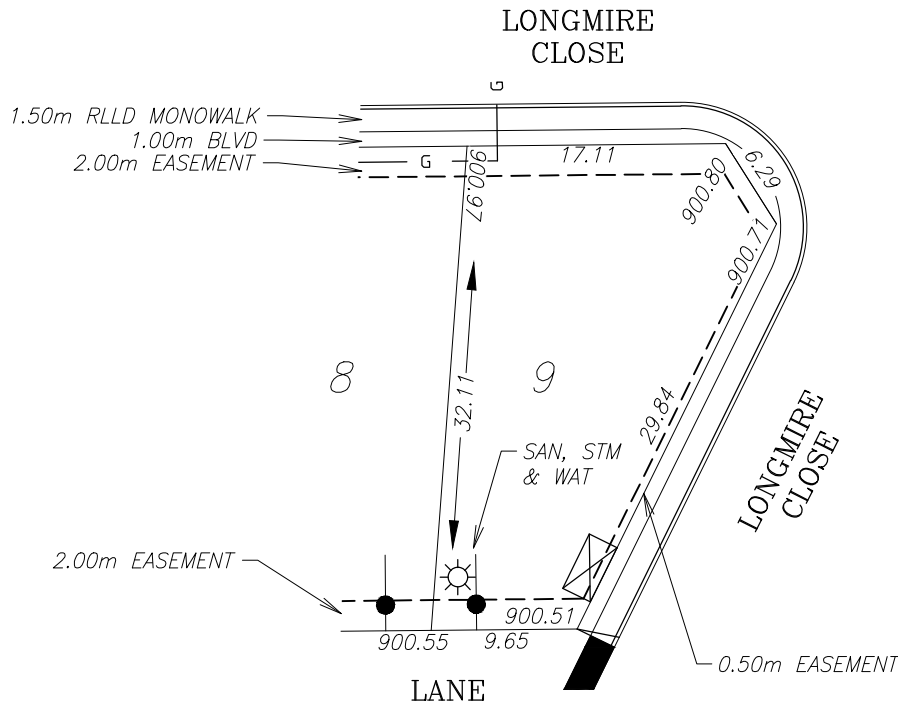 LONGMIRE
CLOSE
G
1.50m RLLD MONOWALK
1.00m BLVD
2.00m EASEMENT
G
17.11
6.29
900.97
900.80
900.71
8
9
32.11
29.84
LONGMIRE
CLOSE
SAN, STM
& WAT
2.00m EASEMENT
900.51
900.55
9.65
0.50m EASEMENT
LANE